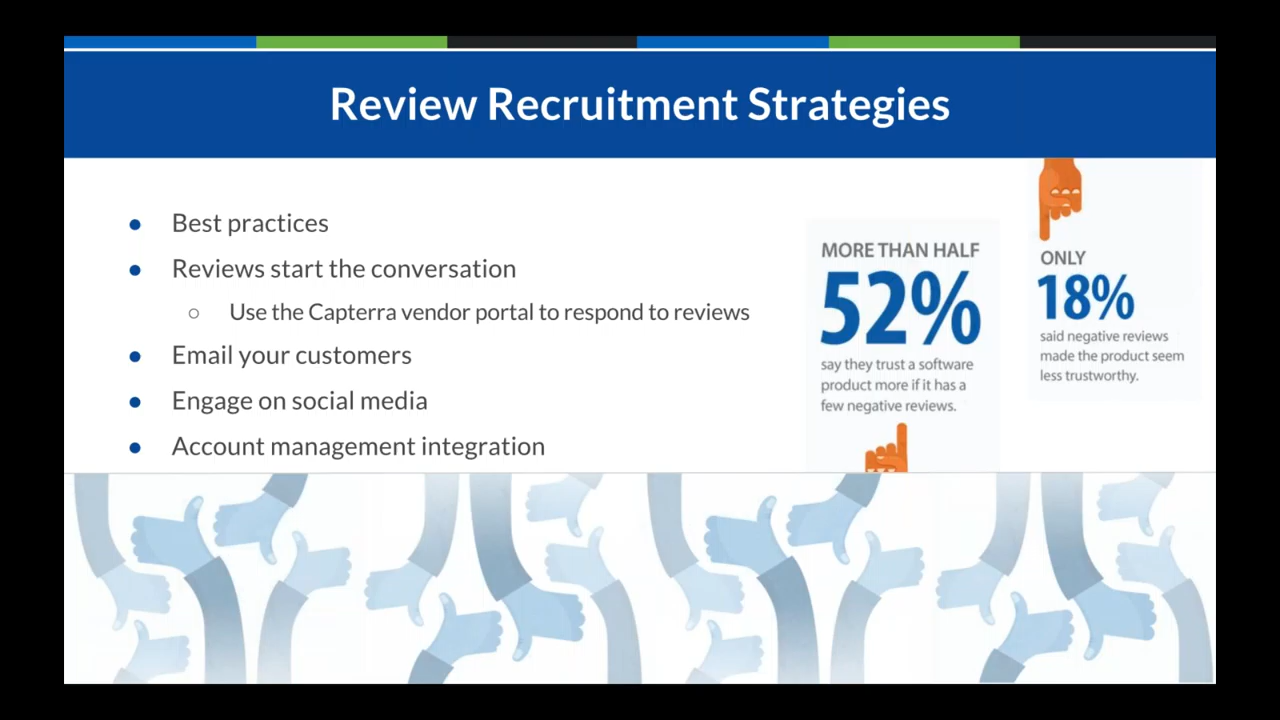 Review Recruitment Strategies
● Best practices
● Reviews start the conversation
○ Use the Capterra vendor portal to respond to reviews
● Email your customers
● Engage on social media
● Account management integration
MORE THAN HALF
52%
say they trust a software
product more if it has a
few negative reviews.
ONLY
18%
said negative reviews
made the product seem
less trustworthy.